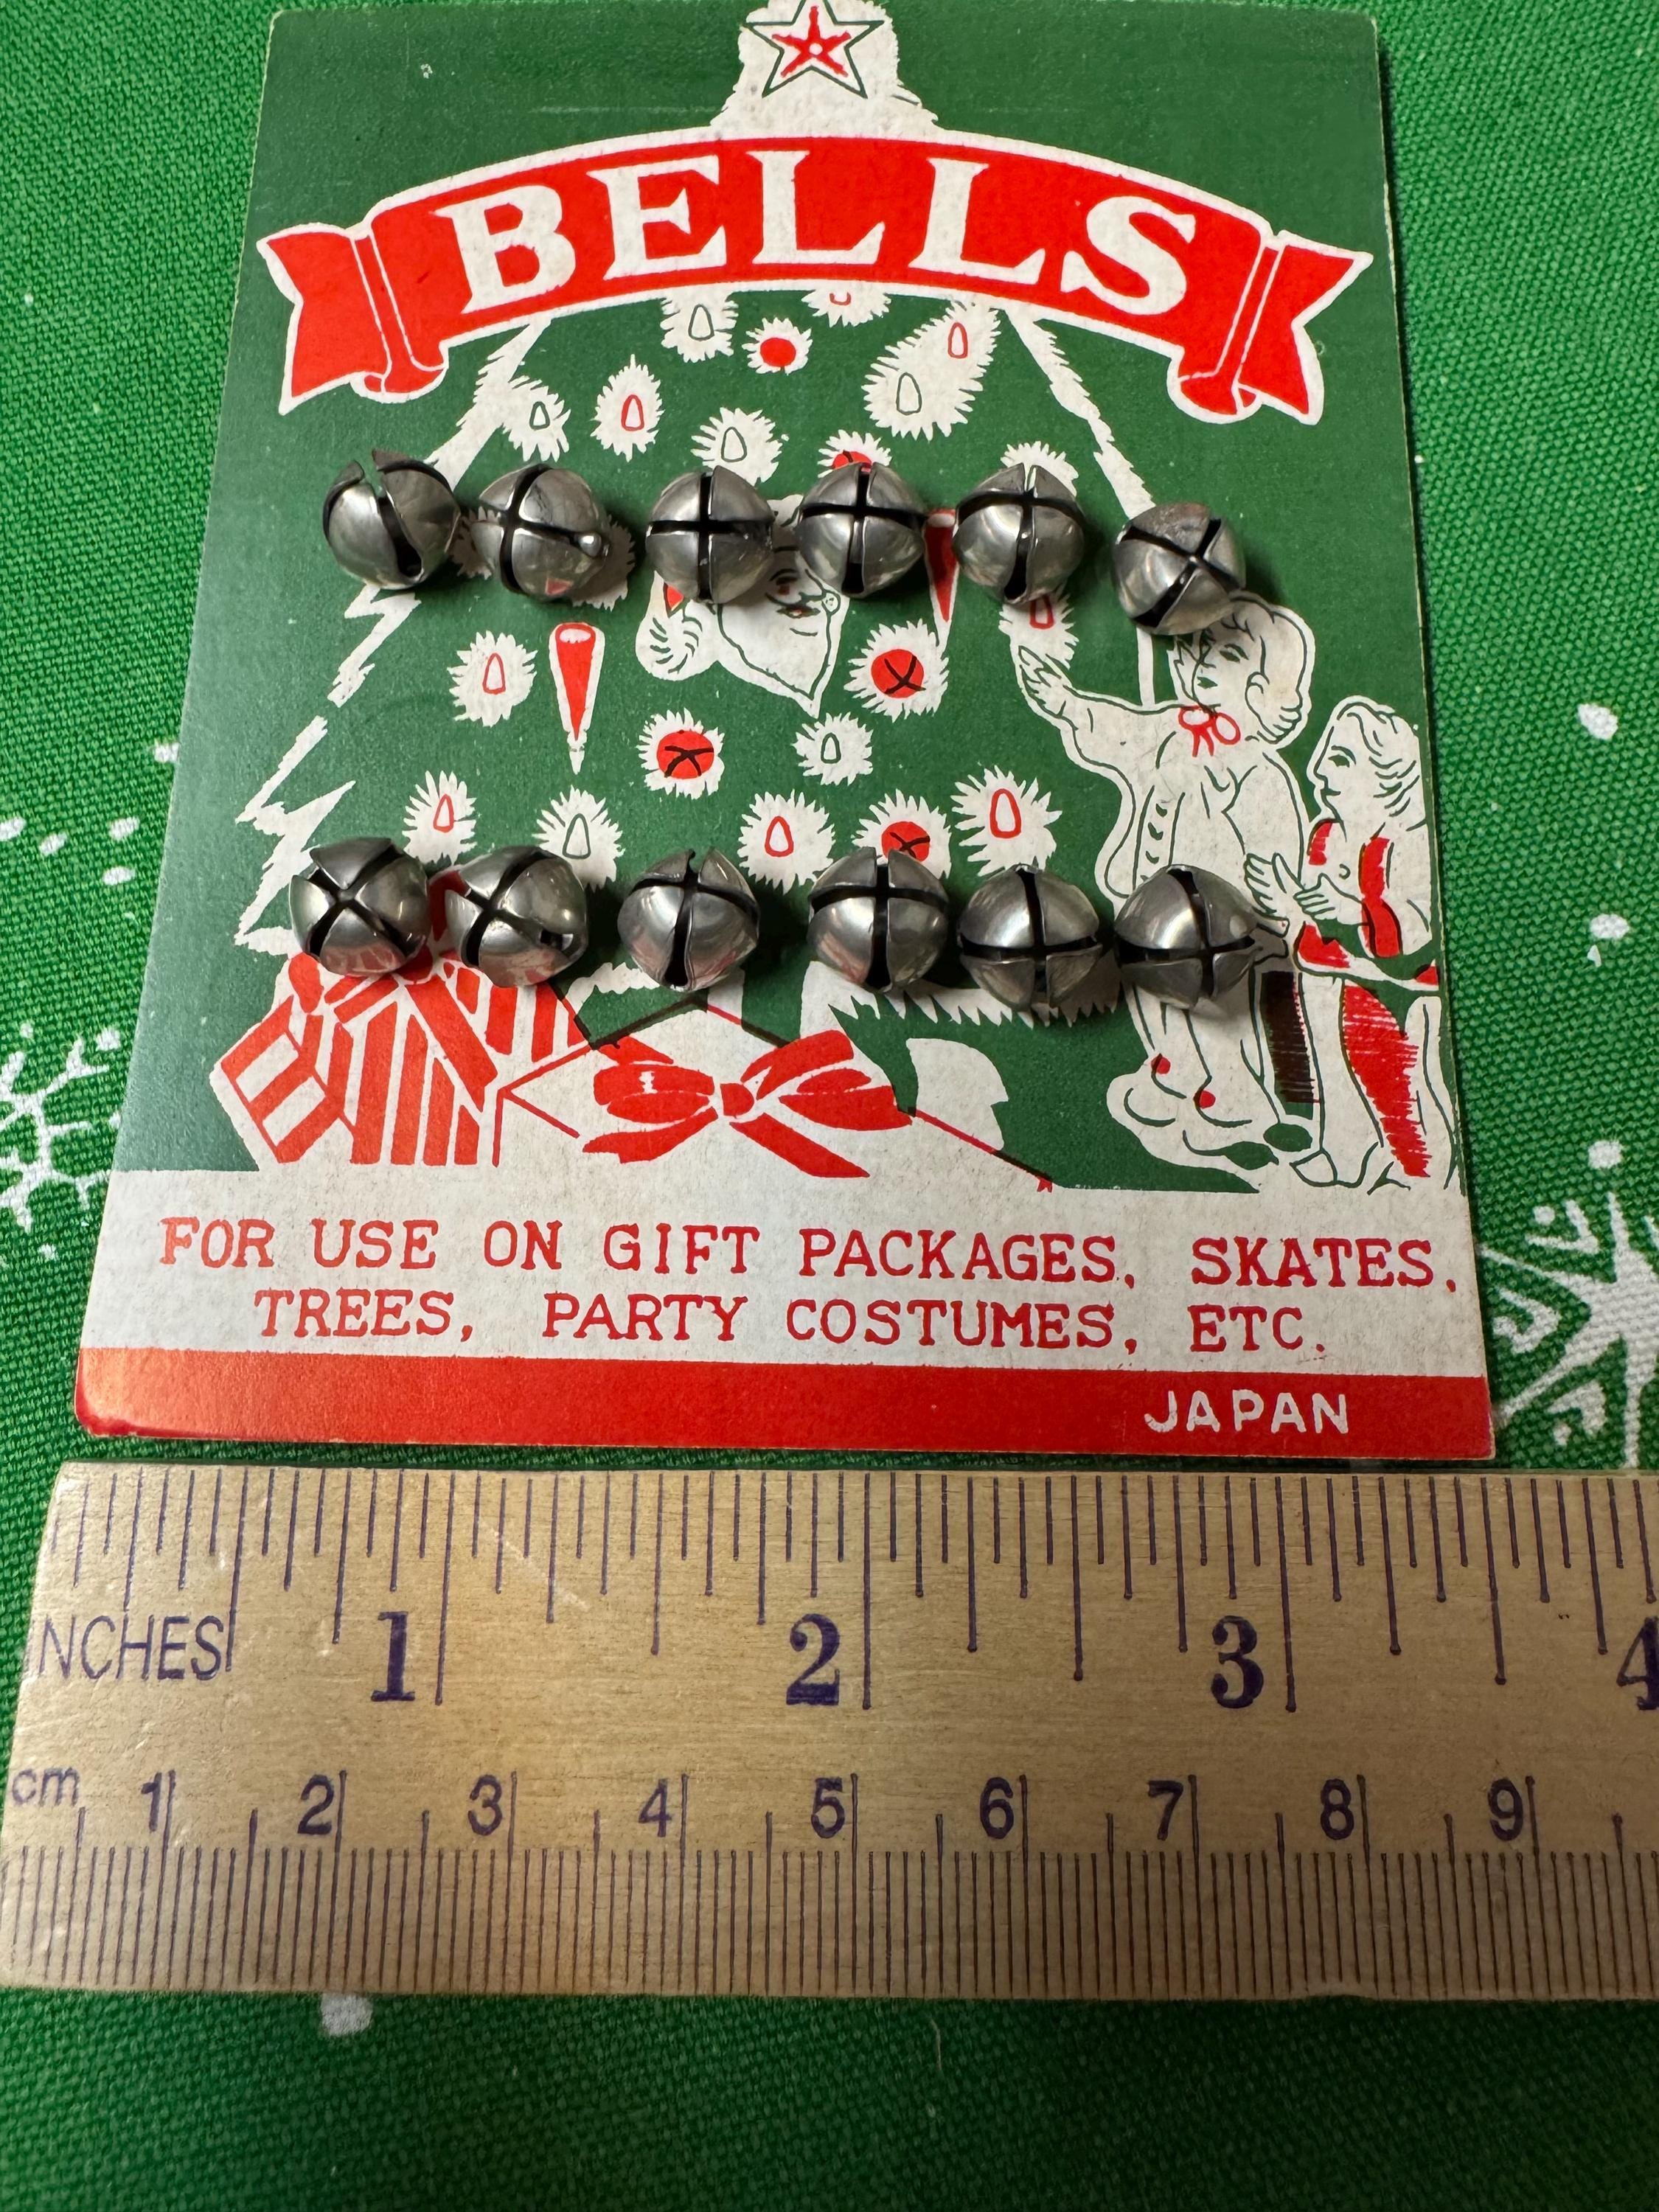 BELLS
FOR USE ON GIFT PACKAGES, SKATES,
TREES, PARTY COSTUMES, ETC.
JAPAN
NCHES 1 2 3 4
cm 1 2 3 4 5 6 7 8 9